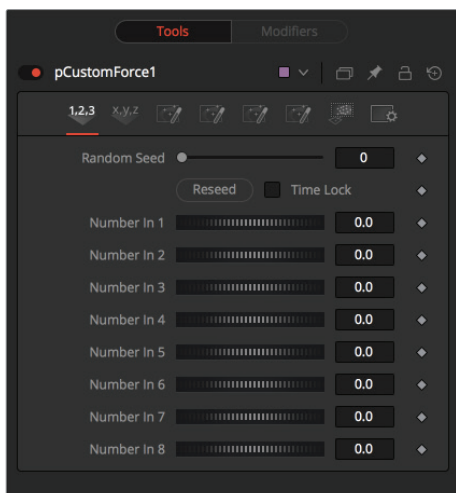 Tools Modifiers
pCustomForce1
1,2,3 x,y,z
Random Seed 0
Reseed Time Lock
Number In 1 0.0
Number In 2 0.0
Number In 3 0.0
Number In 4 0.0
Number In 5 0.0
Number In 6 0.0
Number In 7 0.0
Number In 8 0.0